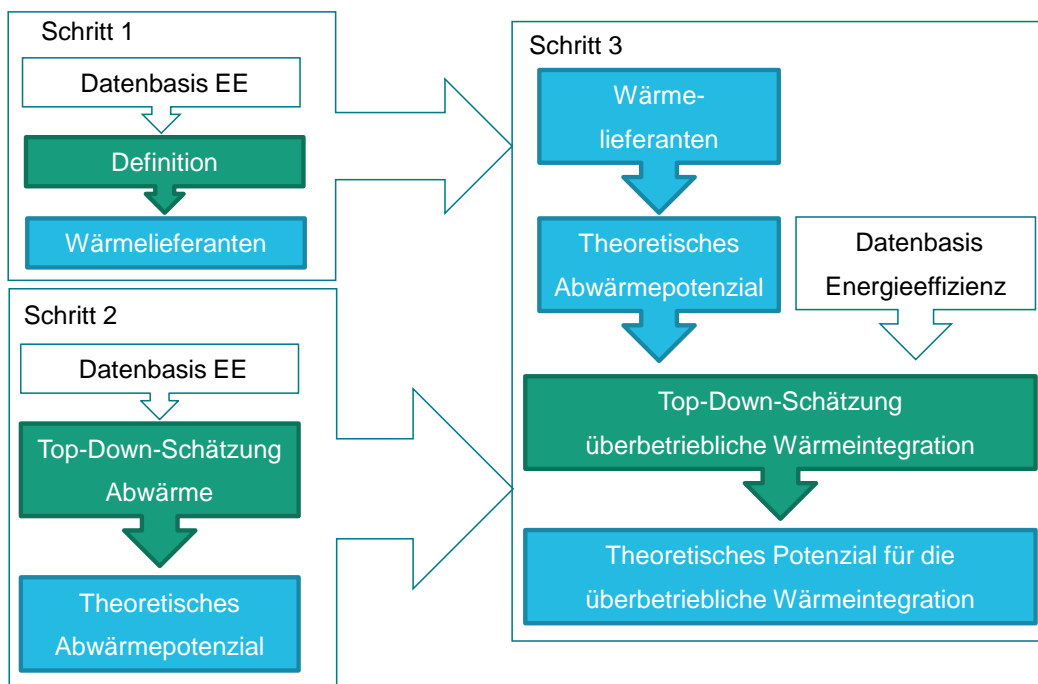 Schritt 1
Datenbasis EE
Definition
Wärmelieferanten
Schritt 2
Datenbasis EE
Top-Down-Schätzung
Abwärme
Theoretisches
Abwärmepotenzial
Schritt 3
Wärme-
lieferanten
Theoretisches
Abwärmepotenzial
Datenbasis
Energieeffizienz
Top-Down-Schätzung
überbetriebliche Wärmeintegration
Theoretisches Potenzial für die
überbetriebliche Wärmeintegration